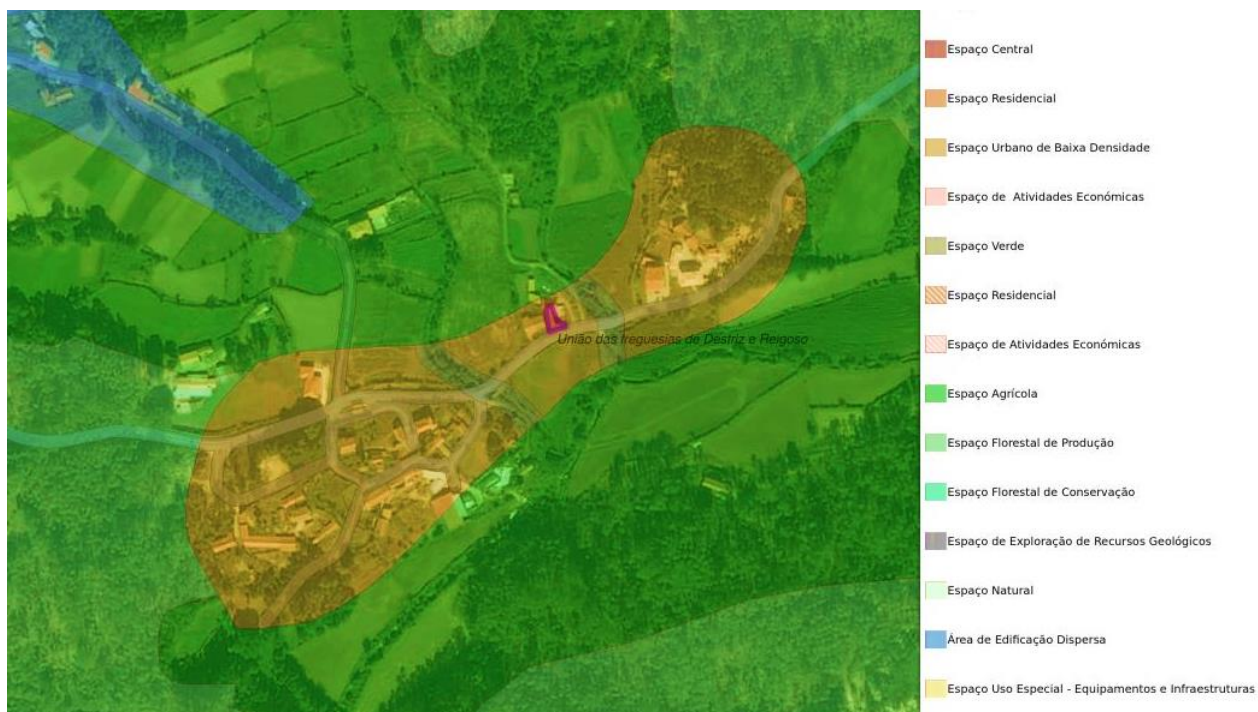 União das freguesias de Destriz e Reigoso
Espaço Central
Espaço Residencial
Espaço Urbano de Baixa Densidade
Espaço de  Atividades Económicas
Espaço Verde
Espaço Residencial
Espaço de Atividades Económicas
Espaço Agrícola
Espaço Florestal de Produção
Espaço Florestal de Conservação
Espaço de Exploração de Recursos Geológicos
Espaço Natural
Área de Edificação Dispersa
Espaço Uso Especial - Equipamentos e Infraestruturas